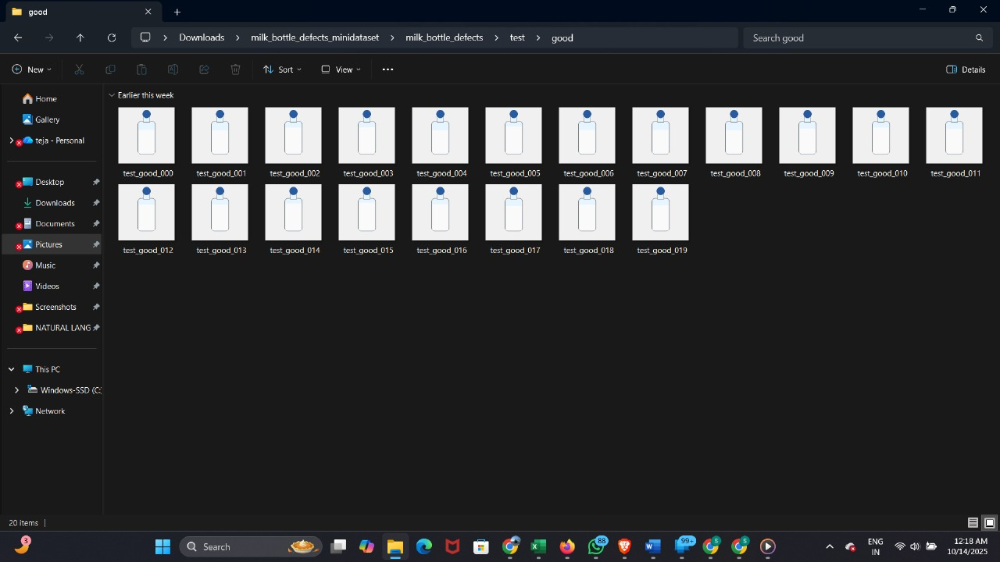 good
Downloads > milk_bottle_defects_minidataset > milk_bottle_defects > test > good
Search good
New
Sort
View
Details
Home
Gallery
teja - Personal
Desktop
Downloads
Documents
Pictures
Music
Videos
Screenshots
NATURAL LANG
This PC
Windows-SSD (C:
Network
Earlier this week
test_good_000 test_good_001 test_good_002 test_good_003 test_good_004 test_good_005 test_good_006 test_good_007 test_good_008 test_good_009 test_good_010 test_good_011
test_good_012 test_good_013 test_good_014 test_good_015 test_good_016 test_good_017 test_good_018 test_good_019
20 items
3
Search
88
99+
S
S
ENG
IN
12:18 AM
10/14/2025